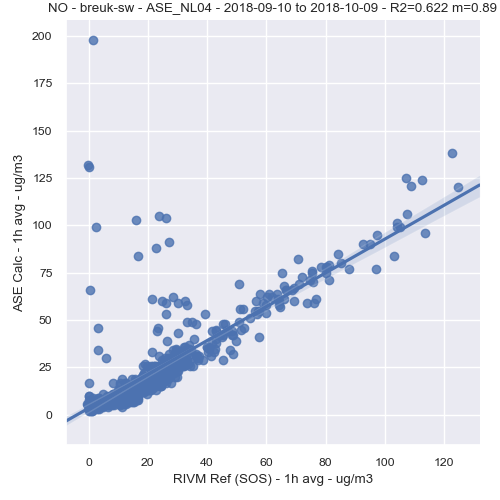 NO - breuk-sw - ASE_NL04 - 2018-09-10 to 2018-10-09 - R2=0.622 m=0.89
200
175
150
125
100
75
50
25
0
ASE Calc - 1h avg - ug/m3
0 20 40 60 80 100 120
RIVM Ref (SOS) - 1h avg - ug/m3